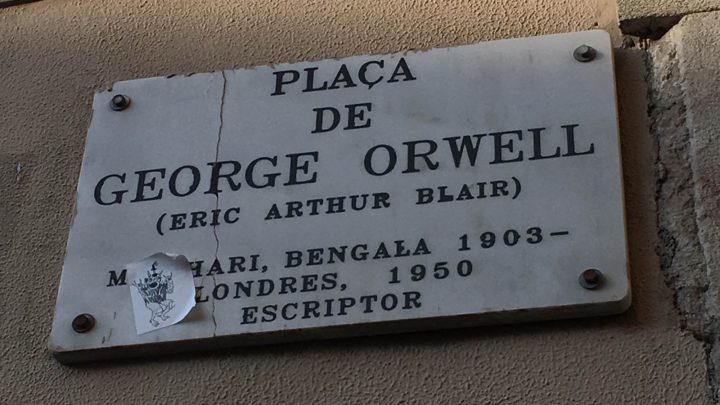 PLAÇA
DE
GEORGE ORWELL
(ERIC ARTHUR BLAIR)
BENGALA 1903–
LONDRES, 1950
ESCRIPTOR